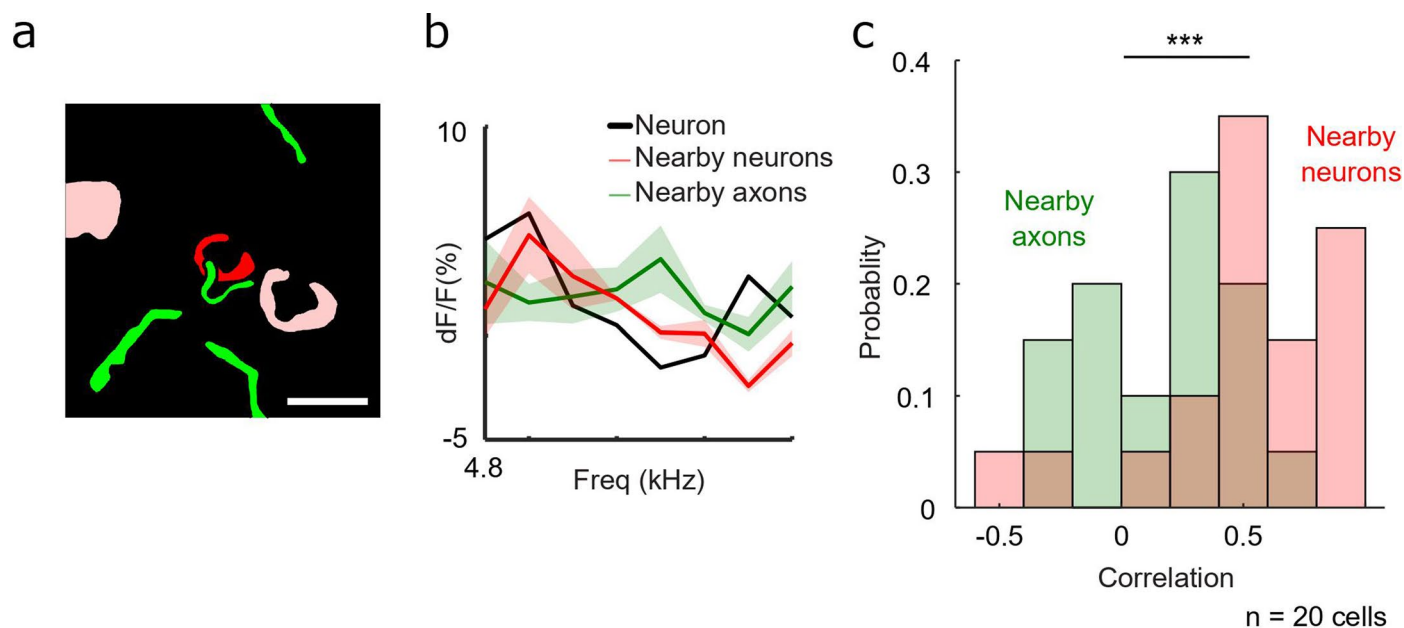 a
b
c
10
dF/F(%)
-5
4.8
Freq (kHz)
Neuron
Nearby neurons
Nearby axons
***
0.4
0.3
0.2
0.1
0
Probablity
Nearby
axons
Nearby
neurons
-0.5
0
0.5
Correlation
n = 20 cells